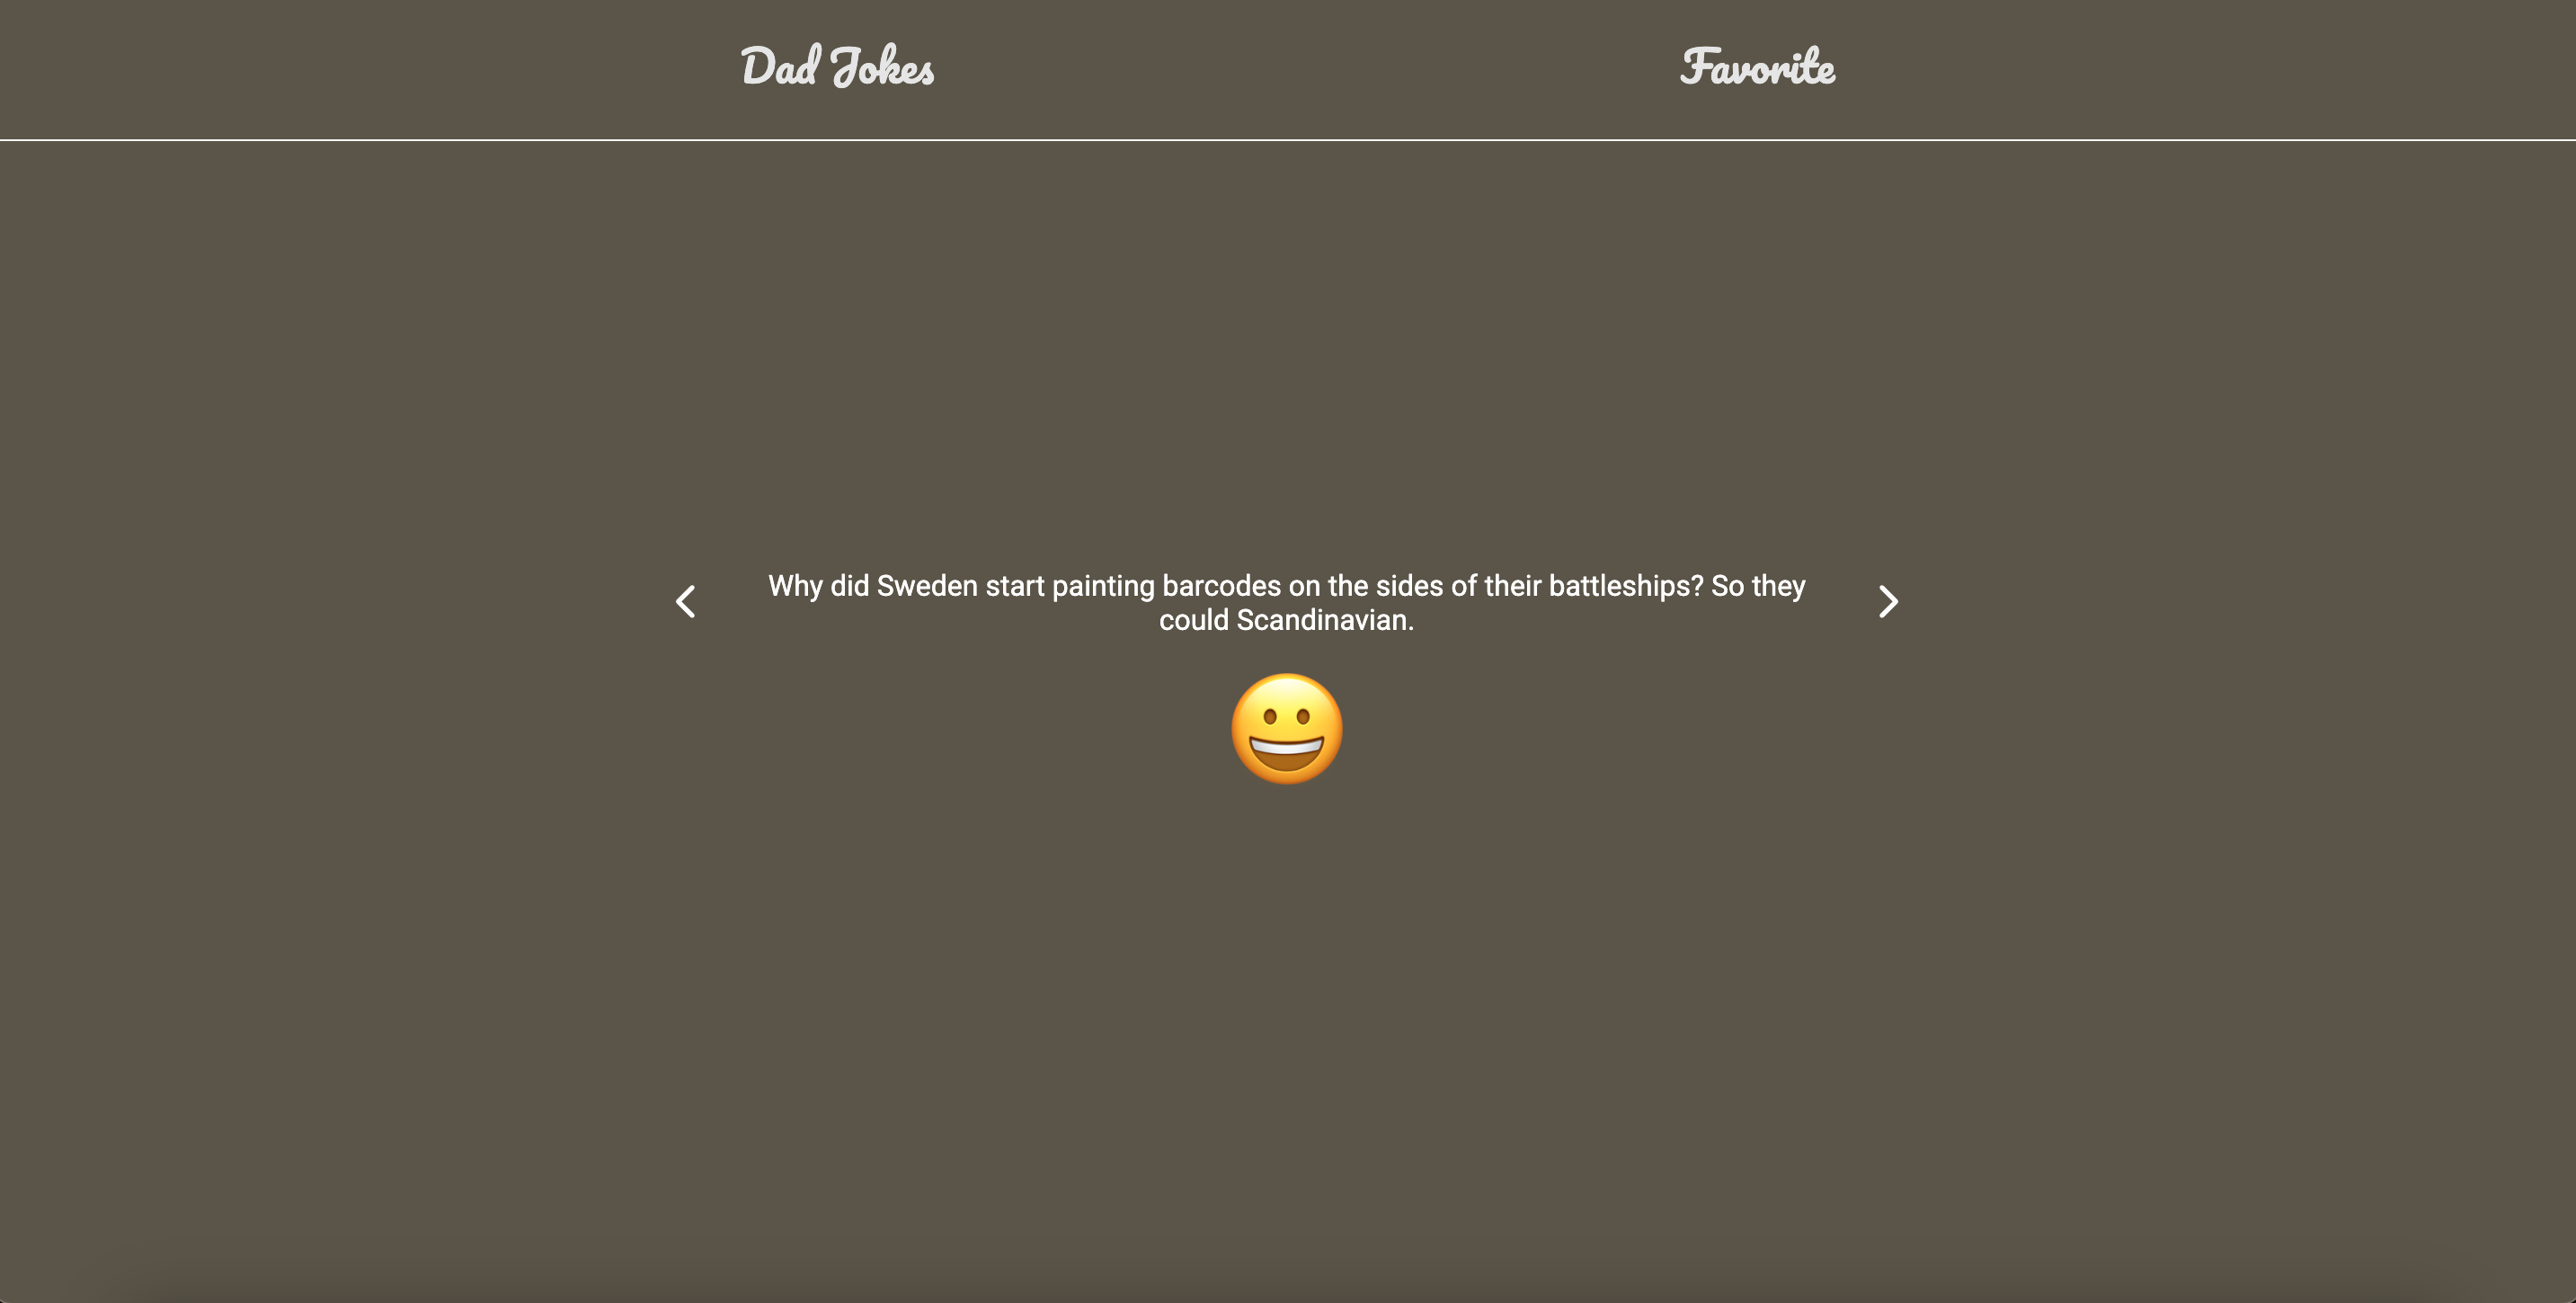 Dad Jokes
Favorite
Why did Sweden start painting barcodes on the sides of their battleships? So they
could Scandinavian.